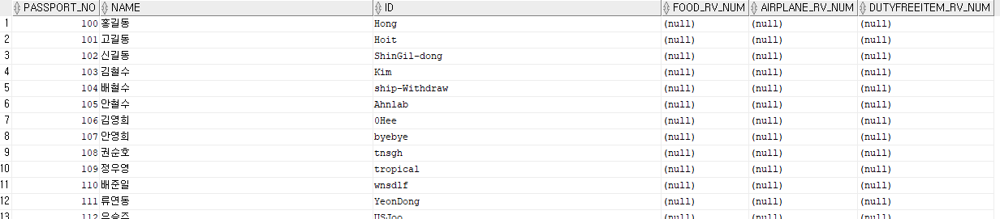 PASSPORT_NO NAME ID FOOD_RV_NUM AIRPLANE_RV_NUM DUTYFREEITEM_RV_NUM
1 100 홍길동 Hong (null) (null) (null)
2 101 고길동 Hoit (null) (null) (null)
3 102 신길동 ShinGil-dong (null) (null) (null)
4 103 김철수 Kim (null) (null) (null)
5 104 배철수 ship-Withdraw (null) (null) (null)
6 105 안철수 Ahnlab (null) (null) (null)
7 106 김영희 0Hee (null) (null) (null)
8 107 안영희 byebye (null) (null) (null)
9 108 권순호 tnsgh (null) (null) (null)
10 109 정우영 tropical (null) (null) (null)
11 110 배준일 wnsdlf (null) (null) (null)
12 111 류연동 YeonDong (null) (null) (null)
13 112 USJoo (null) (null) (null)